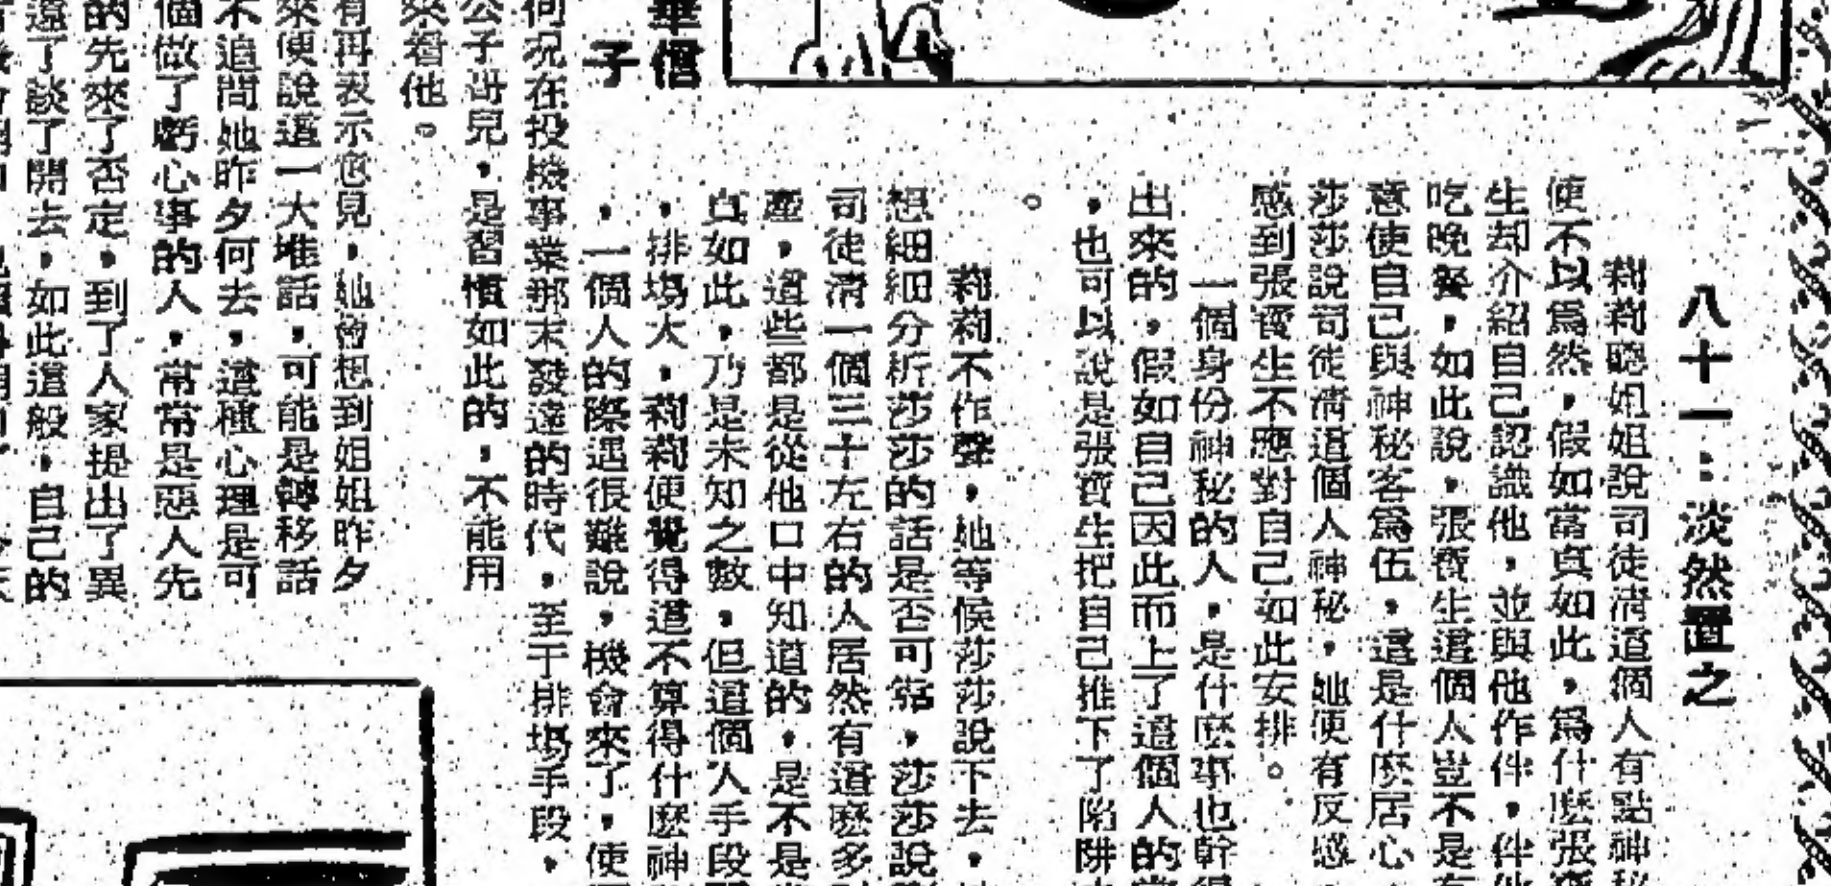 八十一：淡然置之
莉莉聽姐姐說司徒清這個人有點神秘
便不以爲然，假如當真如此，爲什麽張寶
生却介紹自己認識他，並與他作伴，伴他
吃晚餐，如此說，張寶生這個人豈不是有
意使自己與神秘客爲伍，這是什麽居心，
莎莎說司徒清這個人神秘，她便有反感，
感到張寶生不應對自己如此安排。
一個身份神秘的人，是什麽事也幹得
出來的，假如自己因此而上了這個人的當
，也可以說是張寶生把自己推下了陷阱
。
莉莉不作聲，她等候莎莎說下去，
想細細分析莎莎的話是否可靠，莎莎說
司徒清一個三十左右的人居然有這麽多
塵，這些都是從他口中知道的，是不是
真如此，乃是未知之數，但這個人手段
，排場大，莉莉便覺得這不算得什麽神
，一個人的際遇很難說，機會來了，便
何况在投機事業那末發達的時代，至于排場手段，
公子哥兒，是習慣如此的，不能用
來看他。
華信
子
有再表示意見，她曾想到姐姐昨夕
來便說這一大堆話，可能是轉移話
不追問她昨夕何去，這種心理是可
個做了虧心事的人，常常是惡人先
的先來了否定，到了人家提出了異
還了談了開去，如此這般，自己的